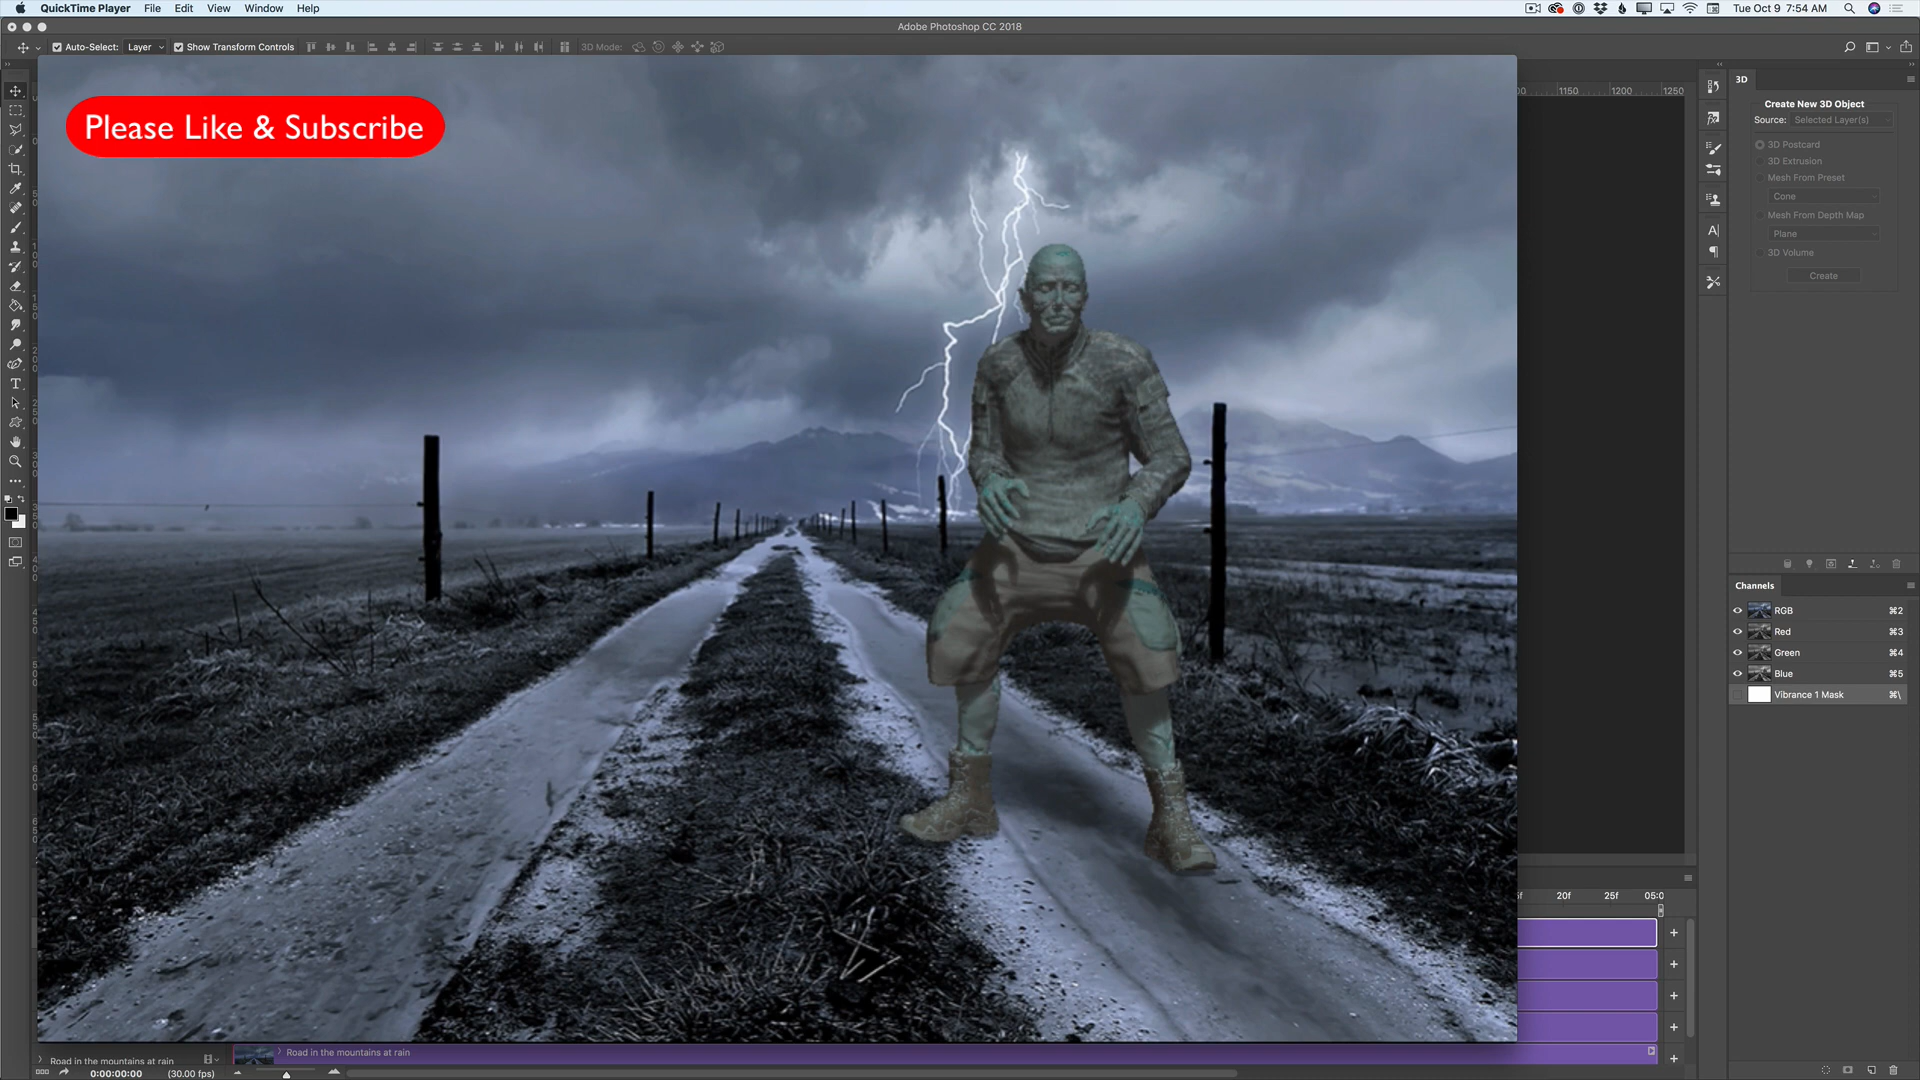 QuickTime Player File Edit View Window Help
Tue Oct 9 7:54 AM
Adobe Photoshop CC 2018
Auto-Select: Layer Show Transform Controls
3D Mode:
Please Like & Subscribe
1150 1200 1250
3D
Create New 3D Object
Source: Selected Layer(s)
3D Postcard
3D Extrusion
Mesh From Preset
Cone
Mesh From Depth Map
Plane
3D Volume
Create
Channels
RGB ⌘2
Red ⌘3
Green ⌘4
Blue ⌘5
Vibrance 1 Mask ⌘\
20f 25f 05:0
Road in the mountains at rain
Road in the mountains at rain
0:00:00:00 (30.00 fps)